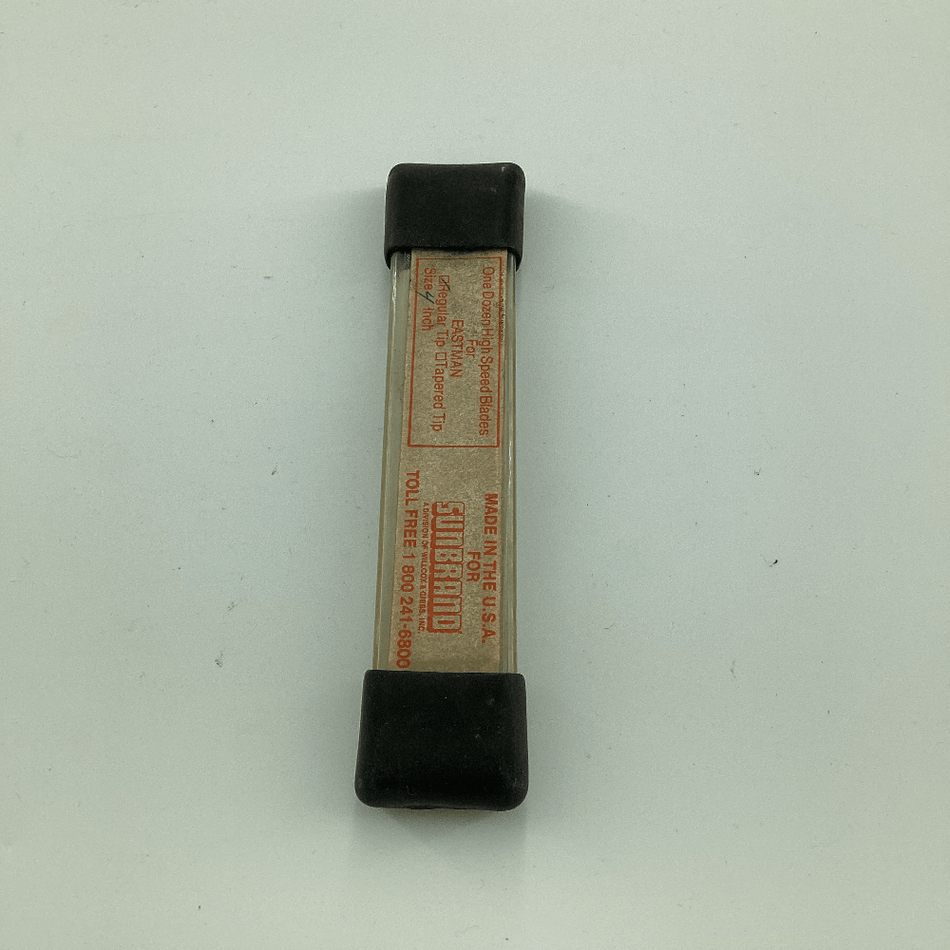 One Dozen High Speed Blades
For
EASTMAN
☑Regular Tip ☐Tapered Tip
Size 4 Inch
MADE IN THE U.S.A.
FOR
SUNBRAND
A DIVISION OF WILLCOX & GIBBS, INC.
TOLL FREE 1 800 241-6800